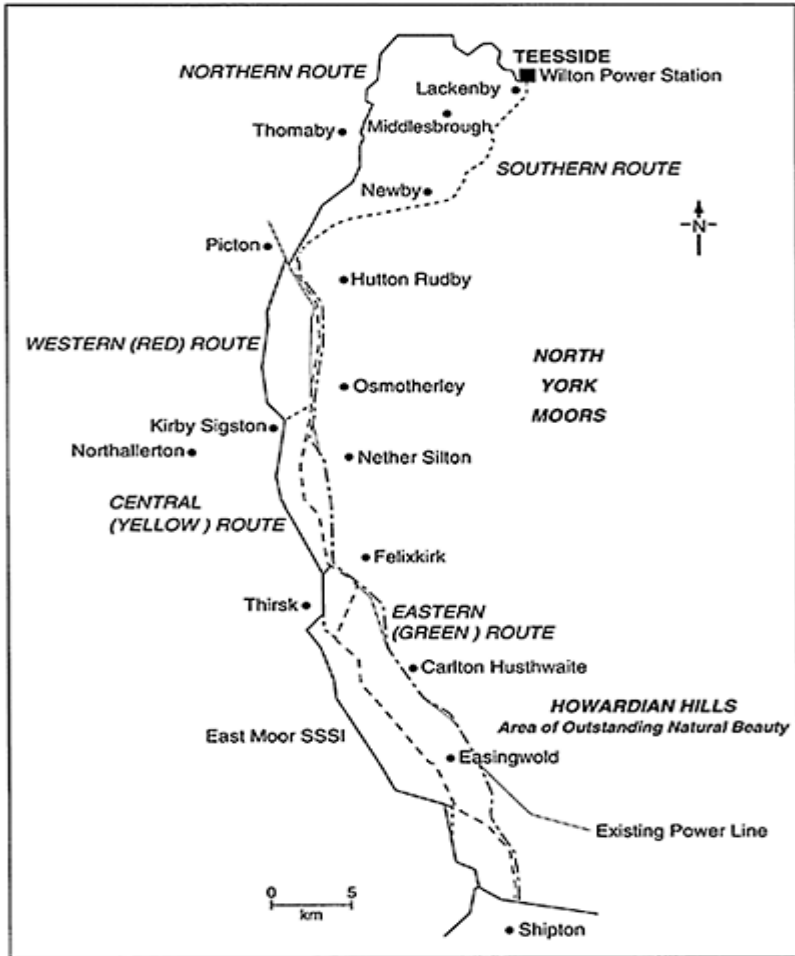 TEESSIDE
NORTHERN ROUTE
Wilton Power Station
Lackenby
Middlesbrough
Thomaby
SOUTHERN ROUTE
Newby
N
Picton
Hutton Rudby
WESTERN (RED) ROUTE
NORTH
YORK
MOORS
Osmotherley
Kirby Sigston
Northallerton
Nether Silton
CENTRAL
(YELLOW ) ROUTE
Felixkirk
Thirsk
EASTERN
(GREEN ) ROUTE
Carlton Husthwaite
HOWARDIAN HILLS
Area of Outstanding Natural Beauty
East Moor SSSI
Easingwold
Existing Power Line
0 5
km
Shipton